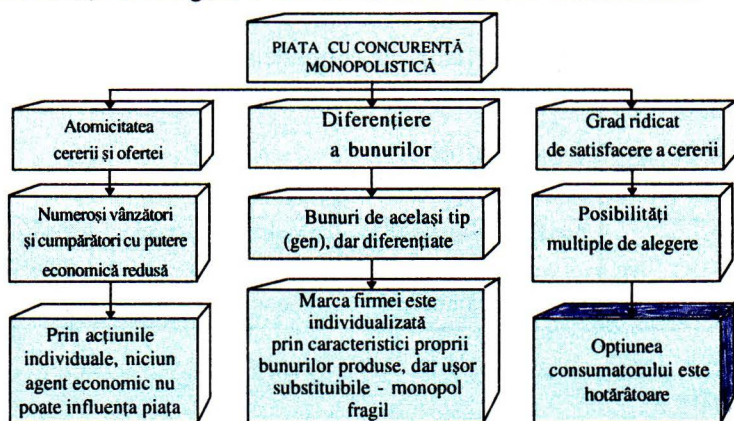 PIAȚA CU CONCURENȚĂ
MONOPOLISTICĂ
Atomicitatea
cererii și ofertei
Diferențiere
a bunurilor
Grad ridicat
de satisfacere a cererii
Numeroși vânzători
și cumpărători cu putere
economică redusă
Bunuri de același tip
(gen), dar diferențiate
Posibilități
multiple de alegere
Prin acțiunile
individuale, niciun
agent economic nu
poate influența piața
Marca firmei este
individualizată
prin caracteristici proprii
bunurilor produse, dar ușor
substituibile - monopol
fragil
Opțiunea
consumatorului este
hotărâtoare